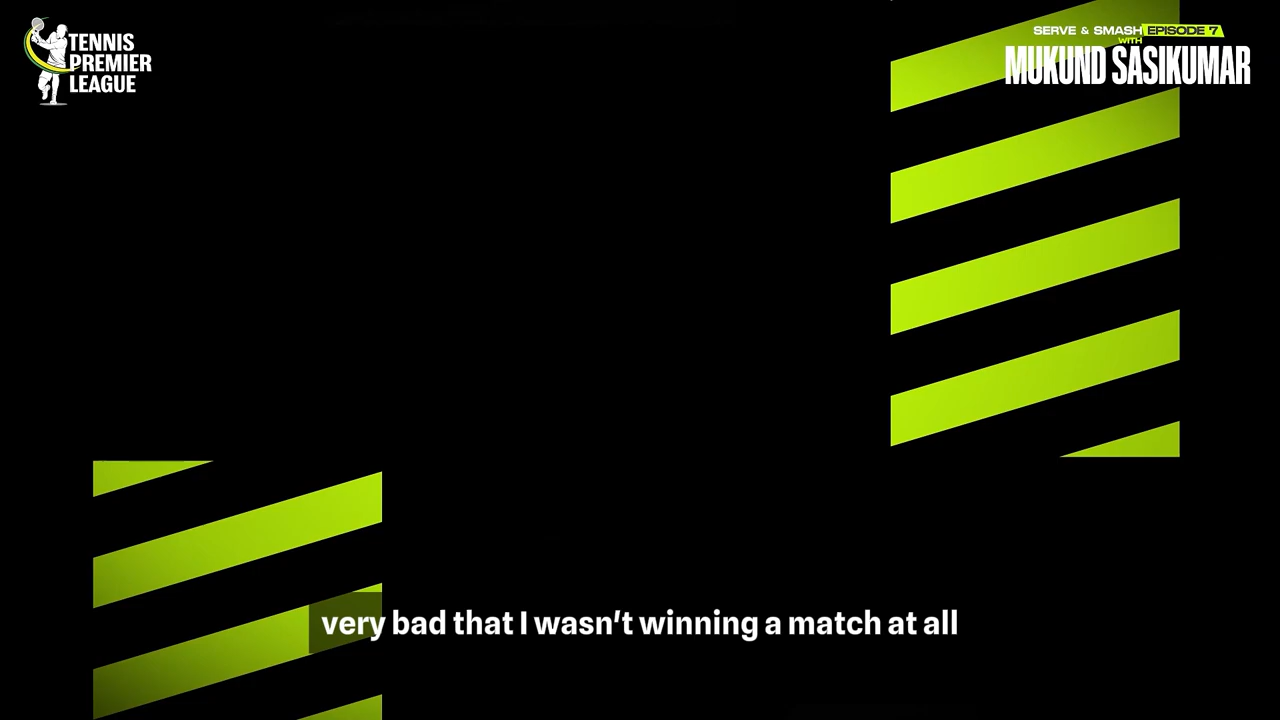 TENNIS
PREMIER
LEAGUE
SERVE & SMASH EPISODE 7
WITH
MUKUND SASIKUMAR
very bad that I wasn't winning a match at all